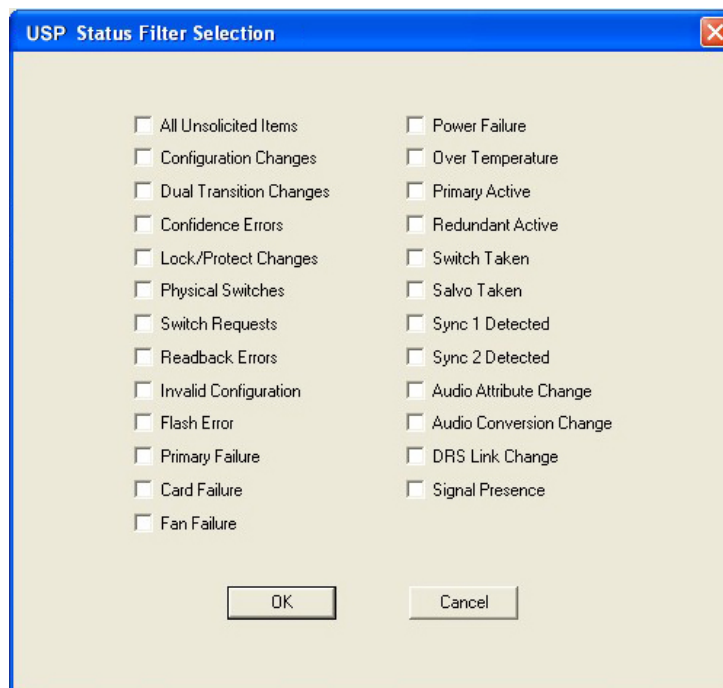 USP Status Filter Selection
All Unsolicited Items
Configuration Changes
Dual Transition Changes
Confidence Errors
Lock/Protect Changes
Physical Switches
Switch Requests
Readback Errors
Invalid Configuration
Flash Error
Primary Failure
Card Failure
Fan Failure
Power Failure
Over Temperature
Primary Active
Redundant Active
Switch Taken
Salvo Taken
Sync 1 Detected
Sync 2 Detected
Audio Attribute Change
Audio Conversion Change
DRS Link Change
Signal Presence
OK
Cancel